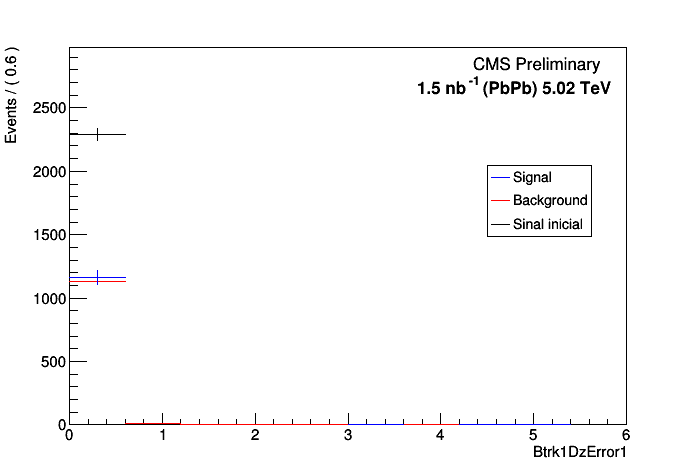 CMS Preliminary
1.5 nb-1 (PbPb) 5.02 TeV
Events / ( 0.6 )
2500
2000
1500
1000
500
0
Signal
Background
Sinal inicial
0 1 2 3 4 5 6
Btrk1DzError1